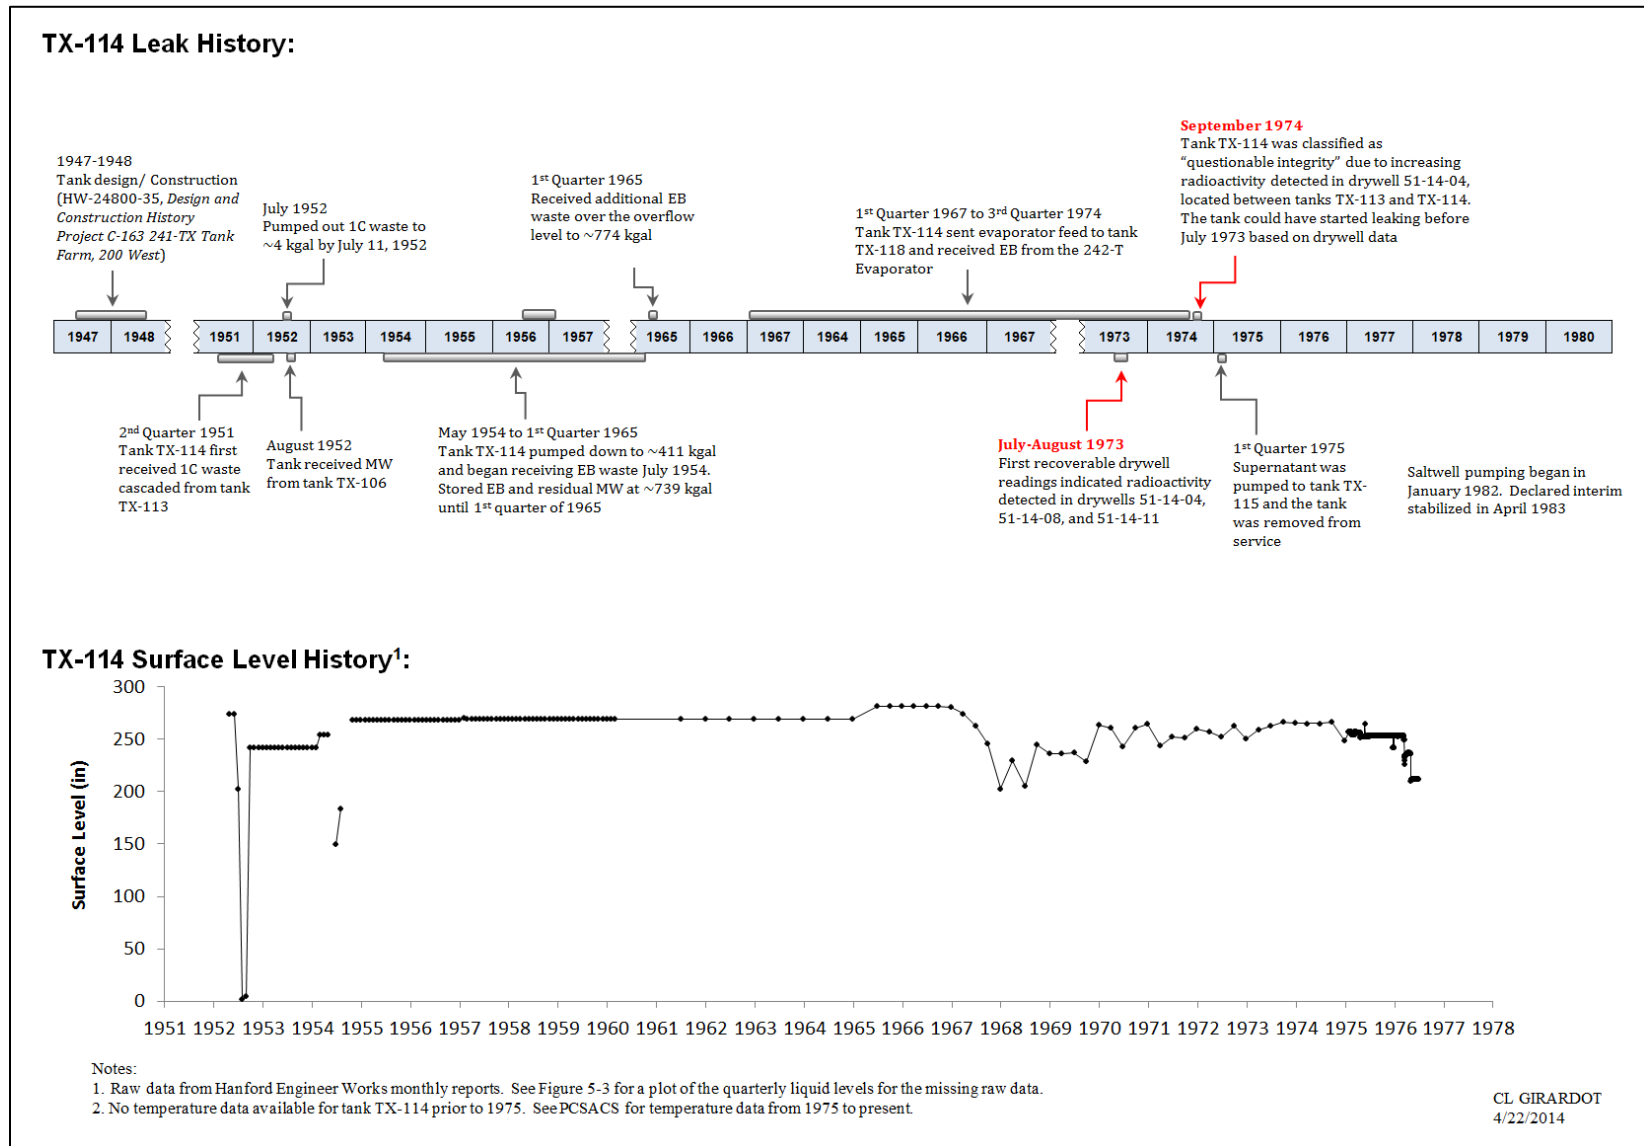 TX-114 Leak History:
1947-1948
Tank design/ Construction
(HW-24800-35, Design and
Construction History
Project C-163 241-TX Tank
Farm, 200 West)
July 1952
Pumped out 1C waste to
~4 kgal by July 11, 1952
1st Quarter 1965
Received additional EB
waste over the overflow
level to ~774 kgal
1st Quarter 1967 to 3rd Quarter 1974
Tank TX-114 sent evaporator feed to tank
TX-118 and received EB from the 242-T
Evaporator
September 1974
Tank TX-114 was classified as
“questionable integrity” due to increasing
radioactivity detected in drywell 51-14-04,
located between tanks TX-113 and TX-114.
The tank could have started leaking before
July 1973 based on drywell data
1947 1948 1951 1952 1953 1954 1955 1956 1957 1965 1966 1967 1964 1965 1966 1967 1973 1974 1975 1976 1977 1978 1979 1980
2nd Quarter 1951
Tank TX-114 first
received 1C waste
cascaded from tank
TX-113
August 1952
Tank received MW
from tank TX-106
May 1954 to 1st Quarter 1965
Tank TX-114 pumped down to ~411 kgal
and began receiving EB waste July 1954.
Stored EB and residual MW at ~739 kgal
until 1st quarter of 1965
July-August 1973
First recoverable drywell
readings indicated radioactivity
detected in drywells 51-14-04,
51-14-08, and 51-14-11
1st Quarter 1975
Supernatant was
pumped to tank TX-
115 and the tank
was removed from
service
Saltwell pumping began in
January 1982. Declared interim
stabilized in April 1983
TX-114 Surface Level History1:
Surface Level (in)
300
250
200
150
100
50
0
1951 1952 1953 1954 1955 1956 1957 1958 1959 1960 1961 1962 1963 1964 1965 1966 1967 1968 1969 1970 1971 1972 1973 1974 1975 1976 1977 1978
Notes:
1. Raw data from Hanford Engineer Works monthly reports. See Figure 5-3 for a plot of the quarterly liquid levels for the missing raw data.
2. No temperature data available for tank TX-114 prior to 1975. See PCSACS for temperature data from 1975 to present.
CL GIRARDOT
4/22/2014